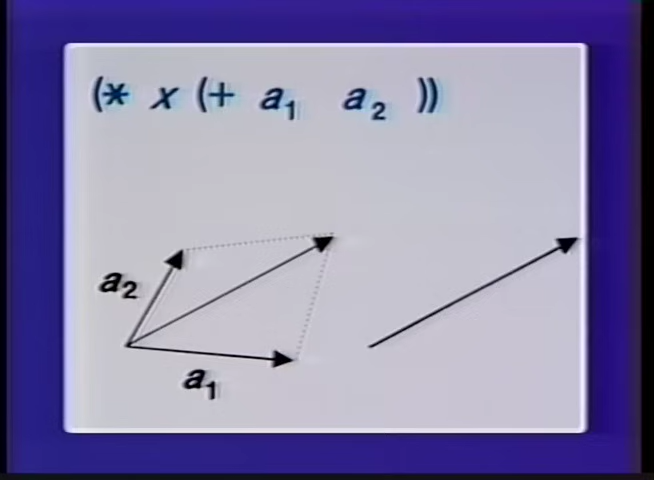 (* x (+ a₁ a₂ ))
a₂
a₁